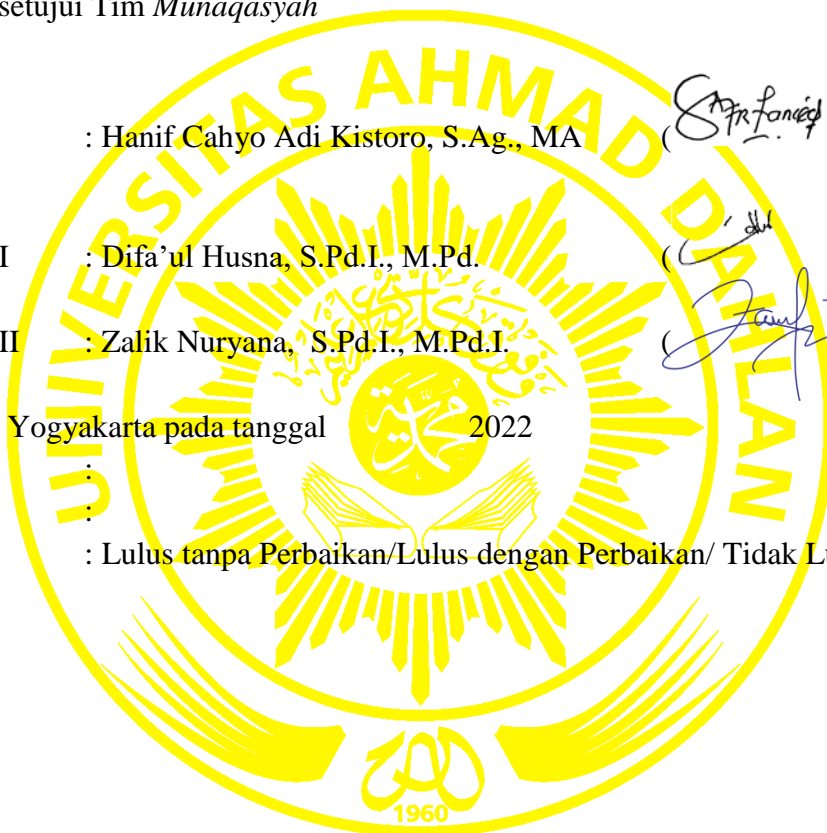 setujui Tim Munaqasyah
UNIVERSITAS AHMAD DAHLAN
: Hanif Cahyo Adi Kistoro, S.Ag., MA (
I : Difa’ul Husna, S.Pd.I., M.Pd. (
II : Zalik Nuryana, S.Pd.I., M.Pd.I. (
Yogyakarta pada tanggal 2022
:
:
: Lulus tanpa Perbaikan/Lulus dengan Perbaikan/ Tidak Lu
1960